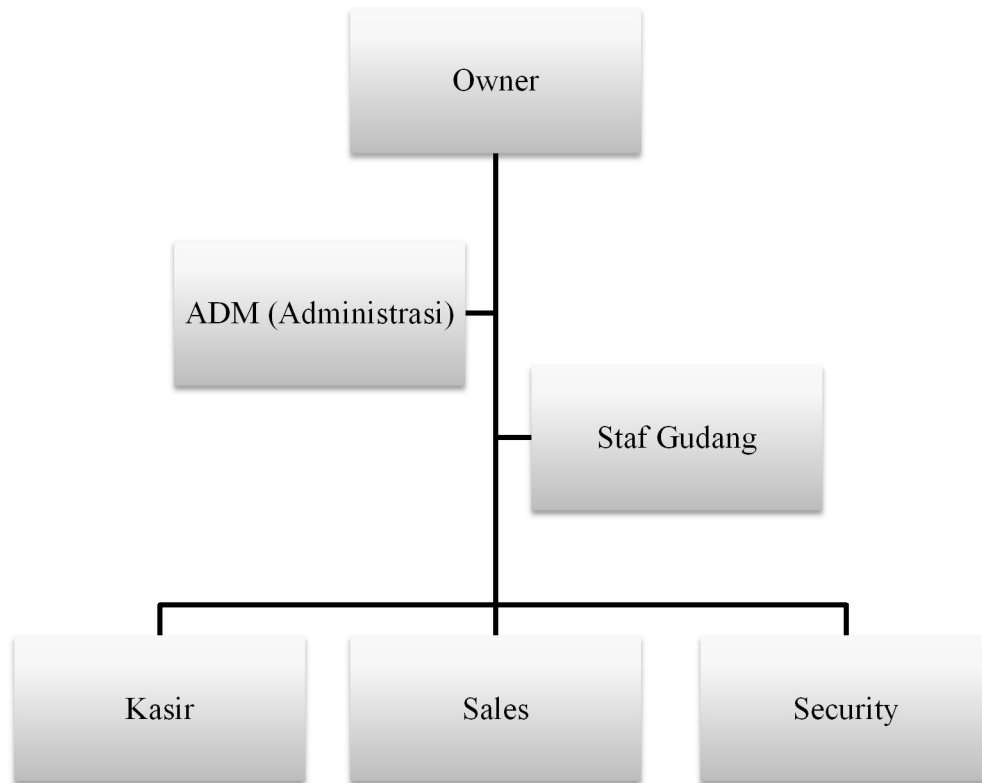 Owner
ADM (Administrasi)
Staf Gudang
Kasir
Sales
Security